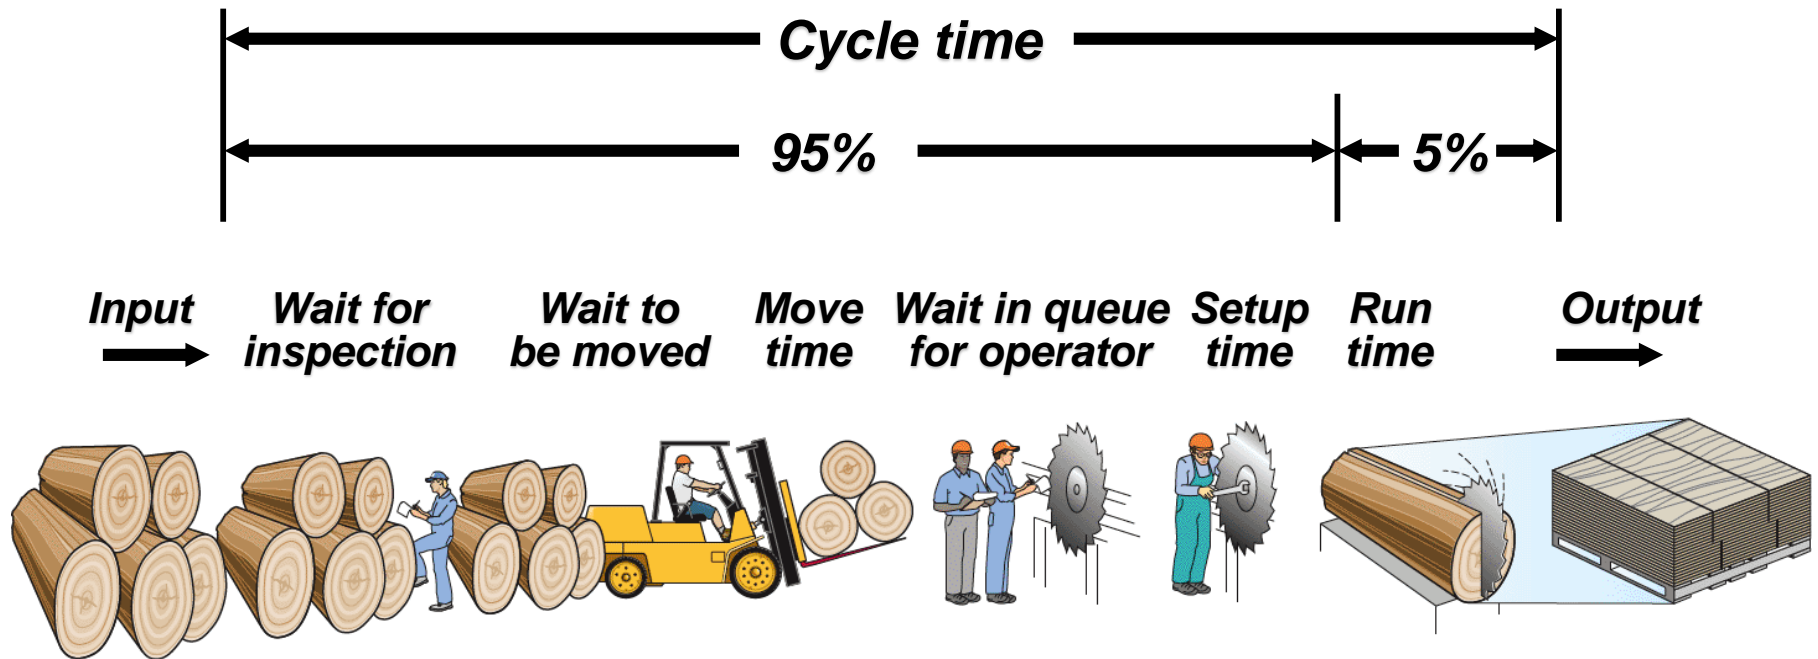 Cycle time
95%
5%
Input
Wait for
inspection
Wait to
be moved
Move
time
Wait in queue
for operator
Setup
time
Run
time
Output